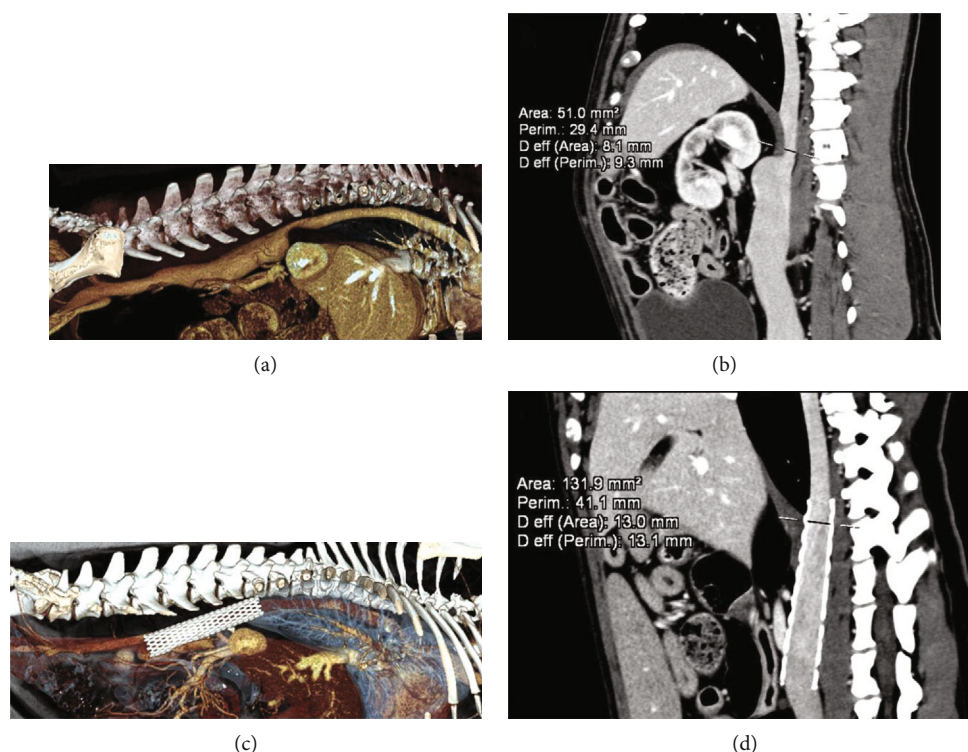 Area: 51.0 mm²
Perim.: 29.4 mm
D eff (Area): 8.1 mm
D eff (Perim.): 9.3 mm
(a)
(b)
Area: 131.9 mm²
Perim.: 41.1 mm
D eff (Area): 13.0 mm
D eff (Perim.): 13.1 mm
(c)
(d)